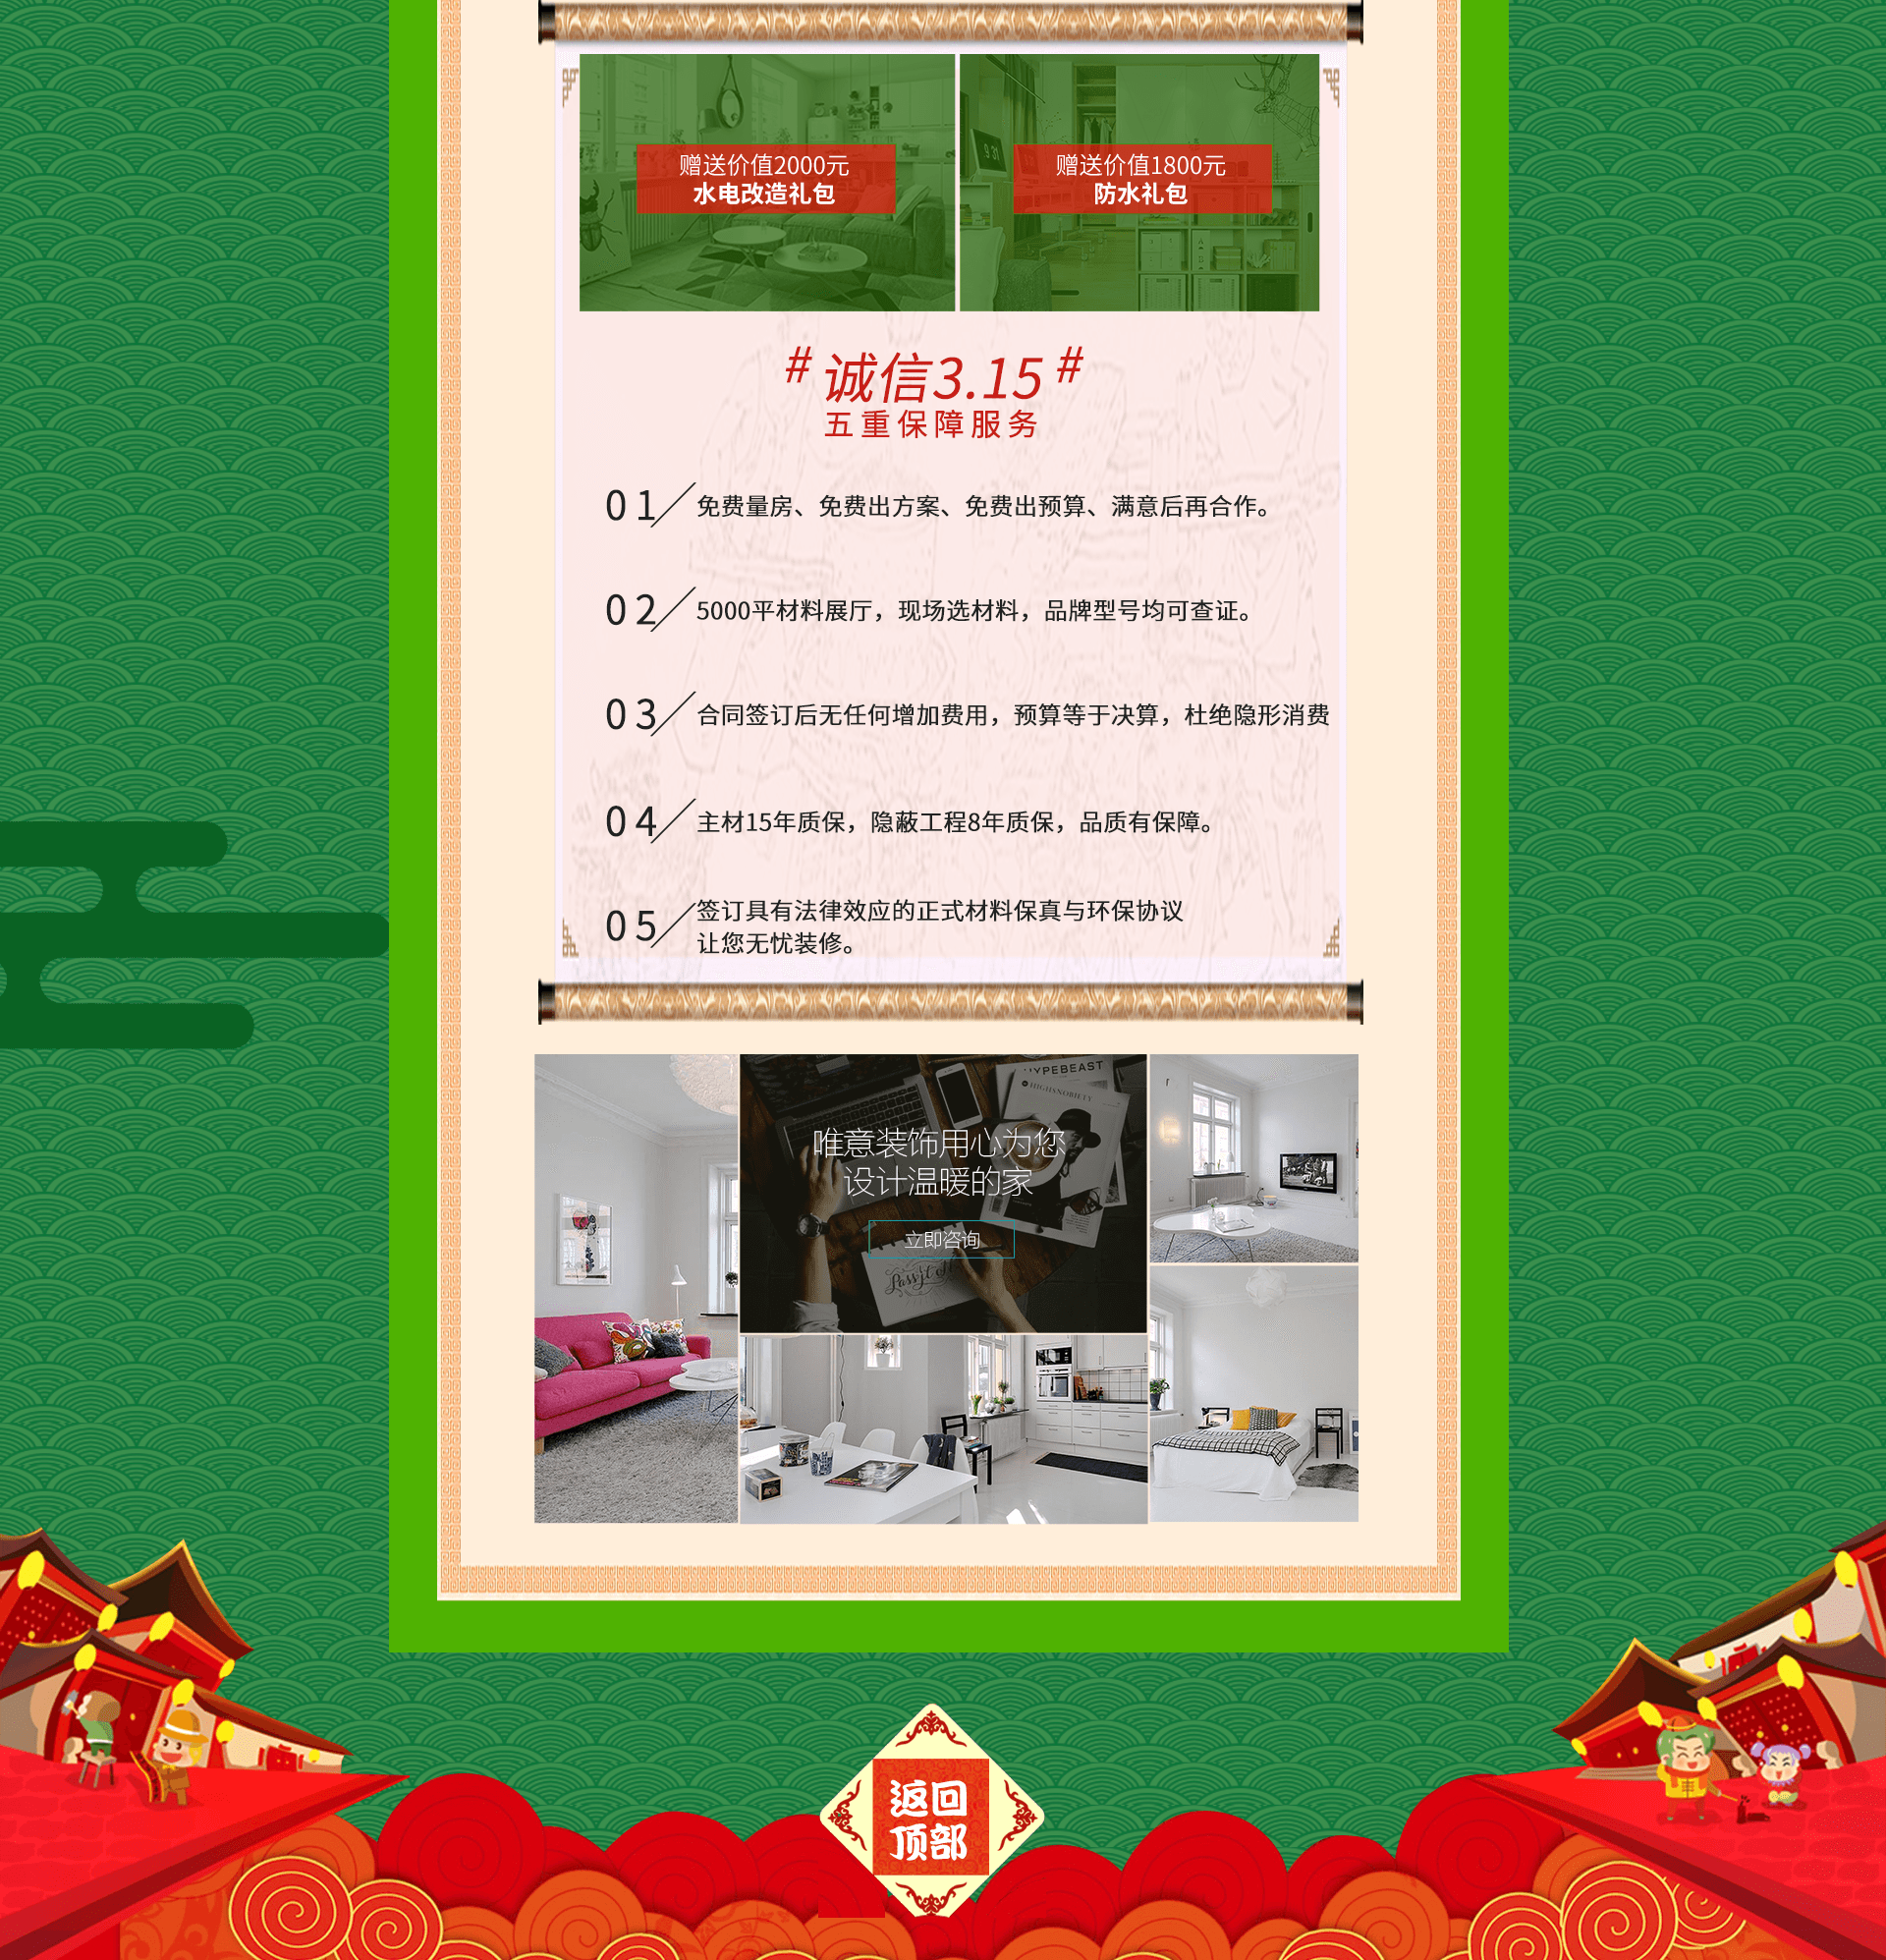 赠送价值2000元
水电改造礼包
赠送价值1800元
防水礼包
# 诚信3.15 #
五重保障服务
01 免费量房、免费出方案、免费出预算、满意后再合作。
02 5000平材料展厅，现场选材料，品牌型号均可查证。
03 合同签订后无任何增加费用，预算等于决算，杜绝隐形消费
04 主材15年质保，隐蔽工程8年质保，品质有保障。
05 签订具有法律效应的正式材料保真与环保协议
让您无忧装修。
HYPEBEAST
HIGHSNOBIETY
唯意装饰用心为您
设计温暖的家
立即咨询
返回
顶部